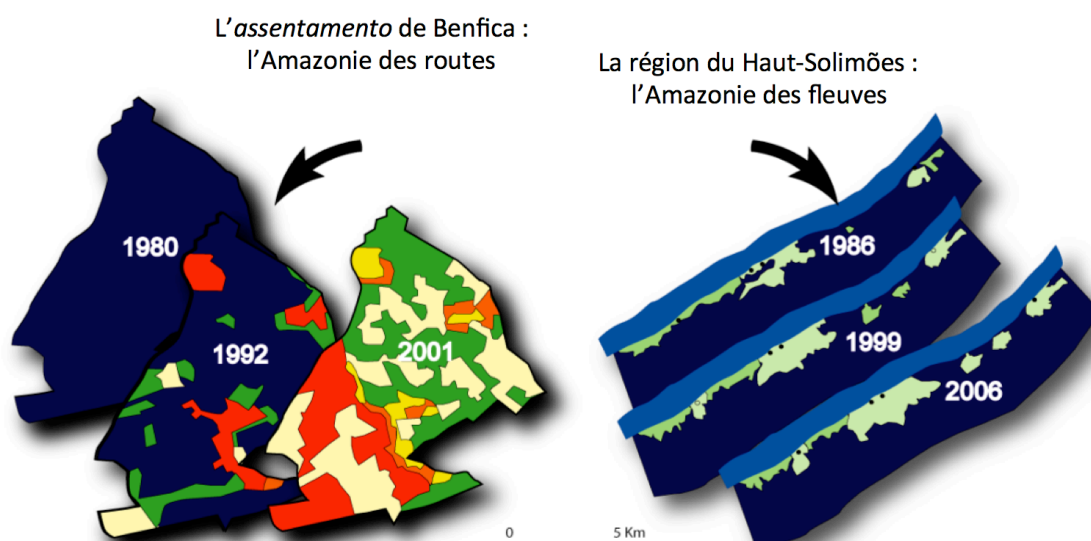 L'assentamento de Benfica :
l'Amazonie des routes
La région du Haut-Solimões :
l'Amazonie des fleuves
1980
1992
2001
1986
1999
2006
0
5 Km